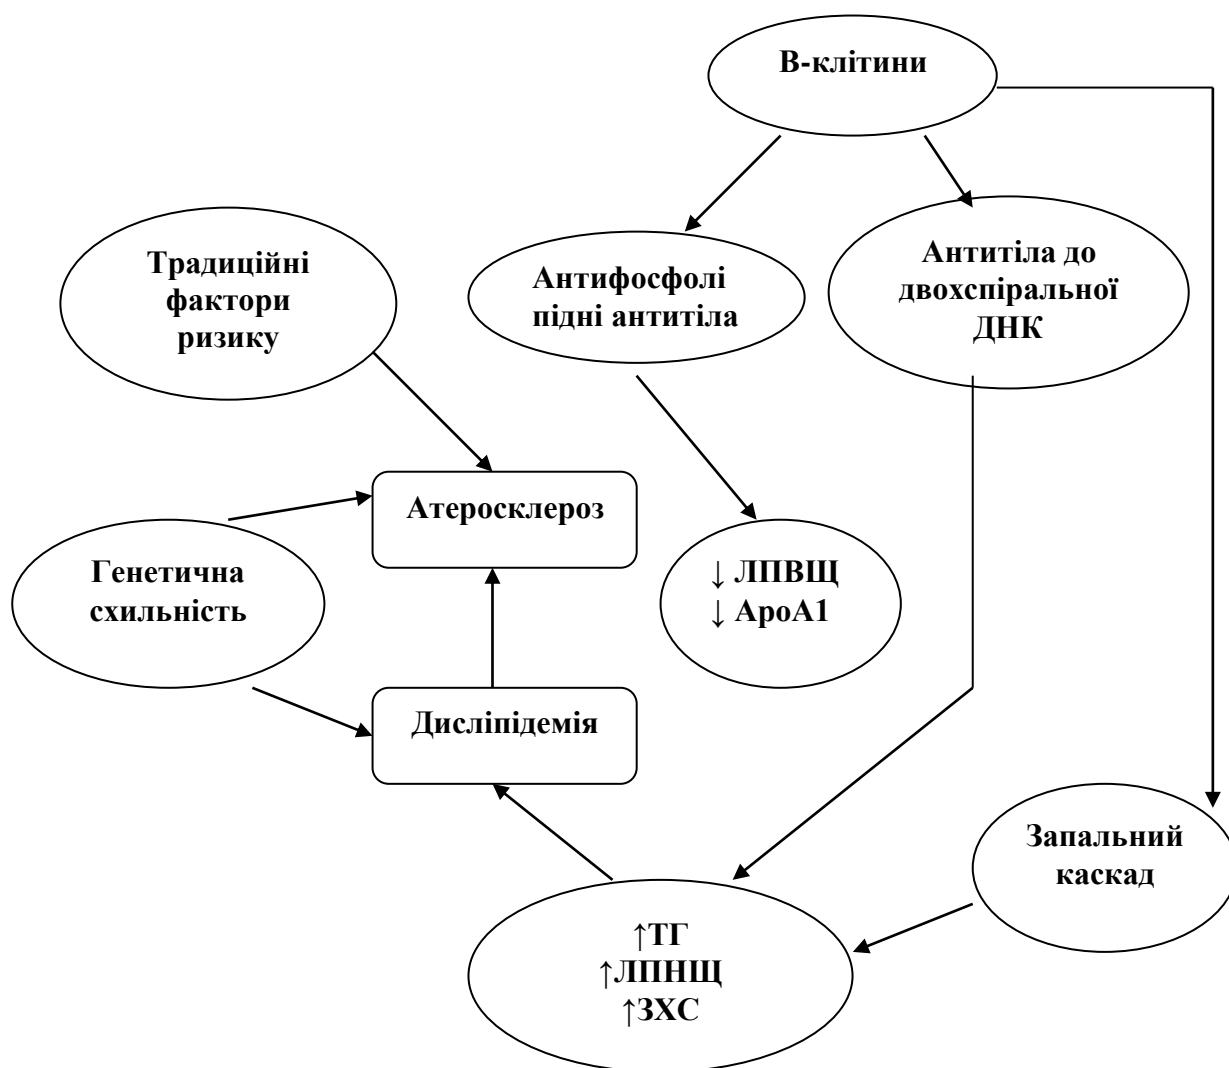 В-клітини
Традиційні
фактори
ризику
Антифосфолі
підні антитіла
Антитіла до
двохспіральної
ДНК
Атеросклероз
Генетична
схильність
↓ ЛПВЩ
↓ АроА1
Дисліпідемія
Запальний
каскад
↑ТГ
↑ЛПНЩ
↑ЗХС